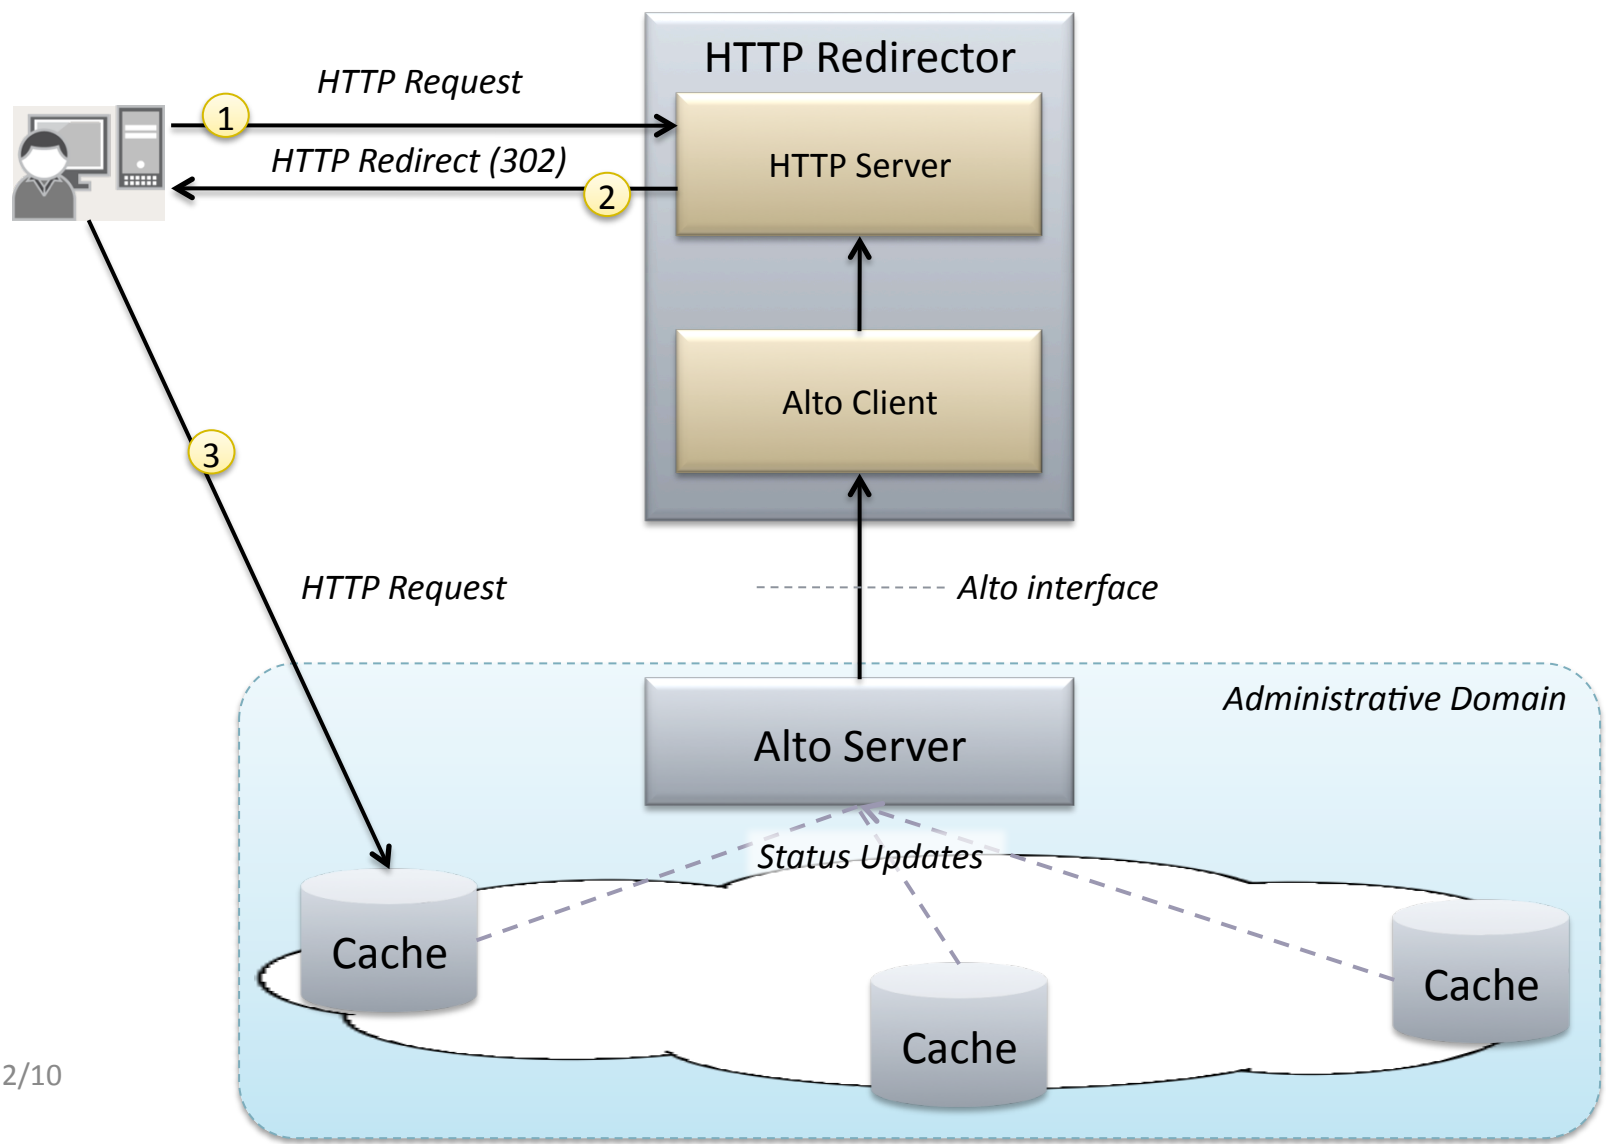 HTTP Redirector
HTTP Request
1
HTTP Server
HTTP Redirect (302)
2
Alto Client
3
HTTP Request
Alto interface
Administrative Domain
Alto Server
Status Updates
Cache
Cache
Cache
2/10